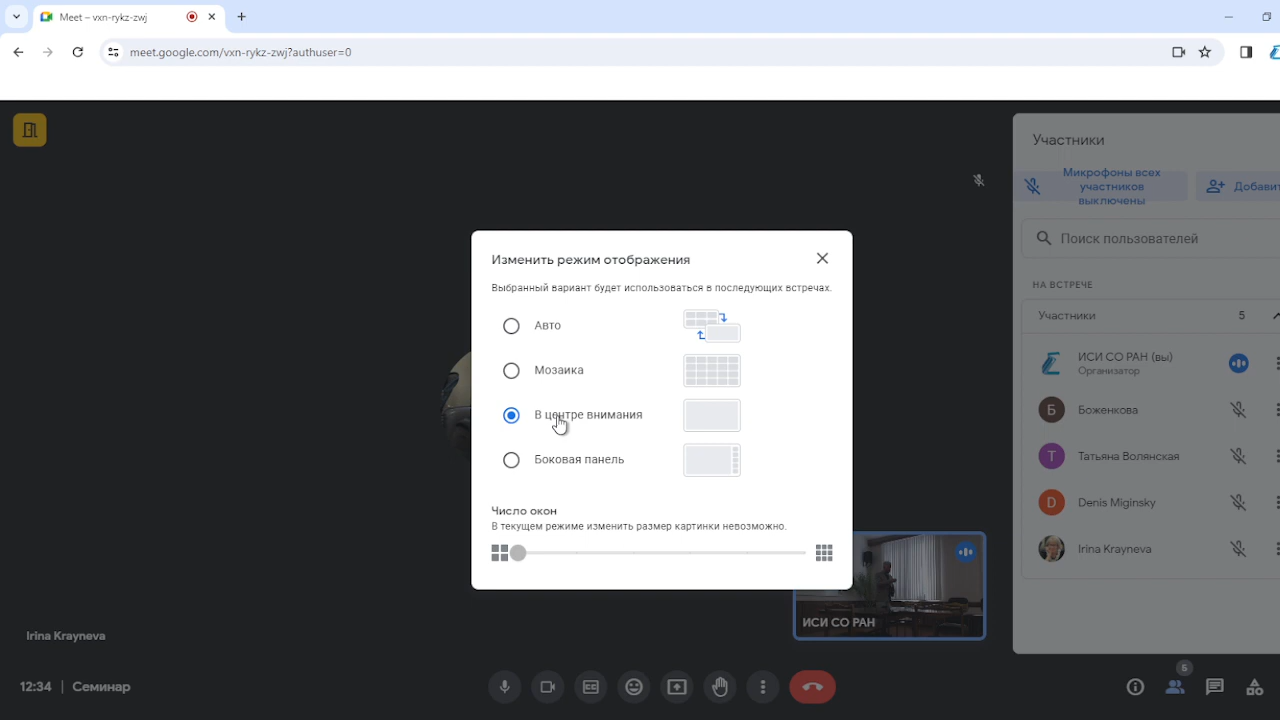 Meet – vxn-rykz-zwj
meet.google.com/vxn-rykz-zwj?authuser=0
Участники
Микрофоны всех
участников
выключены
Поиск пользователей
НА ВСТРЕЧЕ
Участники 5
ИСИ СО РАН (вы)
Организатор
Б Боженкова
Т Татьяна Волянская
D Denis Miginsky
Irina Krayneva
Изменить режим отображения
Выбранный вариант будет использоваться в последующих встречах.
Авто
Мозаика
В центре внимания
Боковая панель
Число окон
В текущем режиме изменить размер картинки невозможно.
ИСИ СО РАН
Irina Krayneva
12:34 | Семинар
5